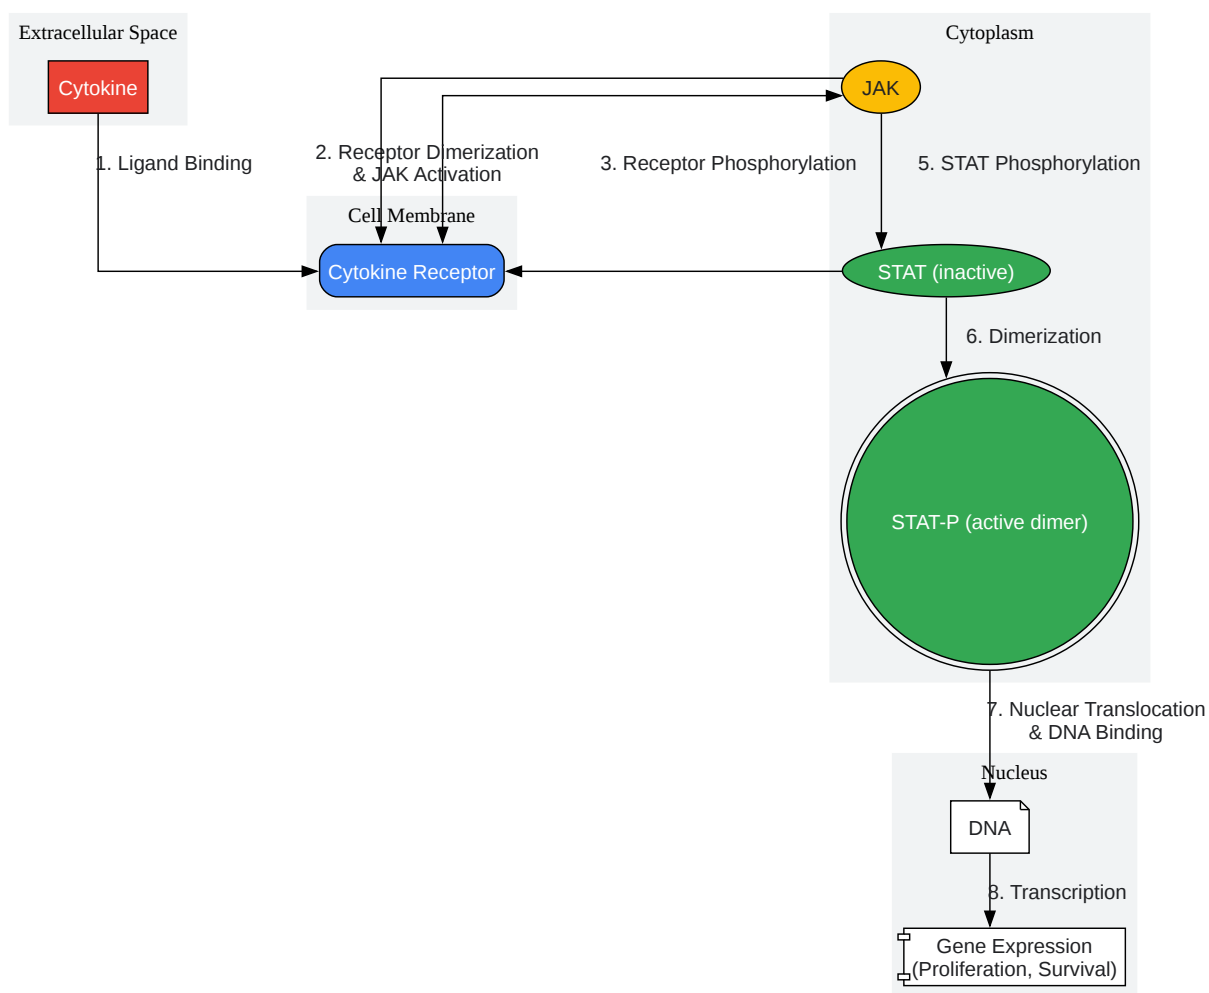 Extracellular Space
Cytoplasm
Cytokine
JAK
1. Ligand Binding
2. Receptor Dimerization
& JAK Activation
3. Receptor Phosphorylation
5. STAT Phosphorylation
Cell Membrane
Cytokine Receptor
STAT (inactive)
6. Dimerization
STAT-P (active dimer)
7. Nuclear Translocation
& DNA Binding
Nucleus
DNA
8. Transcription
Gene Expression
(Proliferation, Survival)